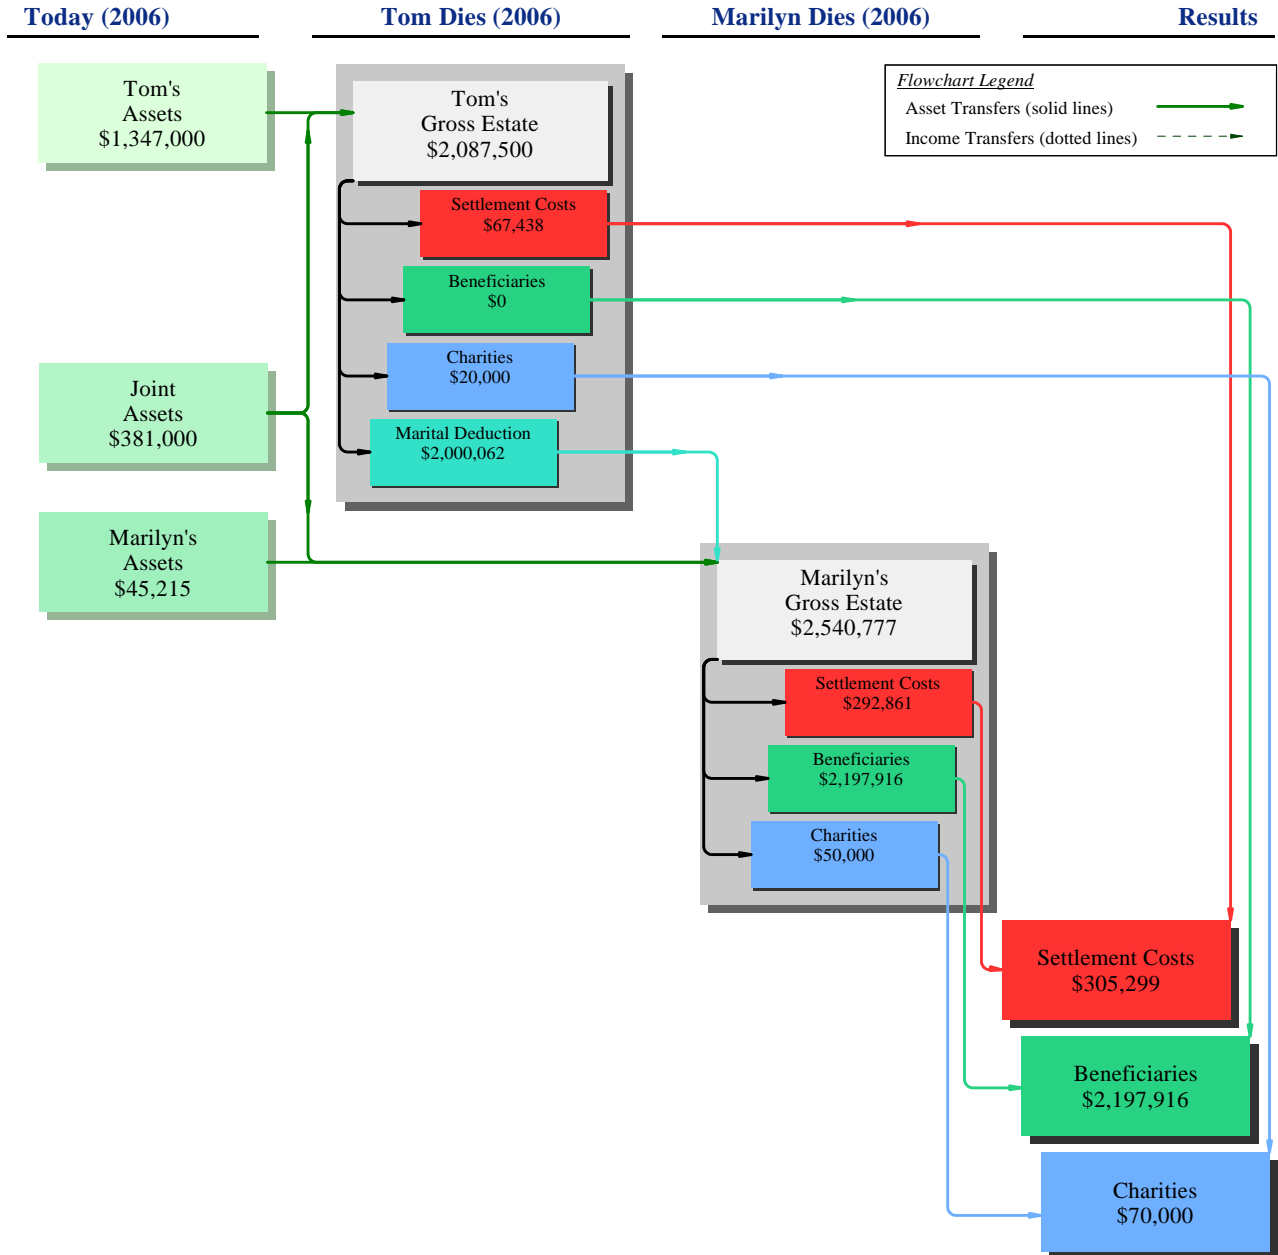 Today (2006)
Tom Dies (2006)
Marilyn Dies (2006)
Results
Flowchart Legend
Asset Transfers (solid lines)
Income Transfers (dotted lines)
Tom's
Assets
$1,347,000
Tom's
Gross Estate
$2,087,500
Settlement Costs
$67,438
Beneficiaries
$0
Charities
$20,000
Marital Deduction
$2,000,062
Joint
Assets
$381,000
Marilyn's
Assets
$45,215
Marilyn's
Gross Estate
$2,540,777
Settlement Costs
$292,861
Beneficiaries
$2,197,916
Charities
$50,000
Settlement Costs
$305,299
Beneficiaries
$2,197,916
Charities
$70,000